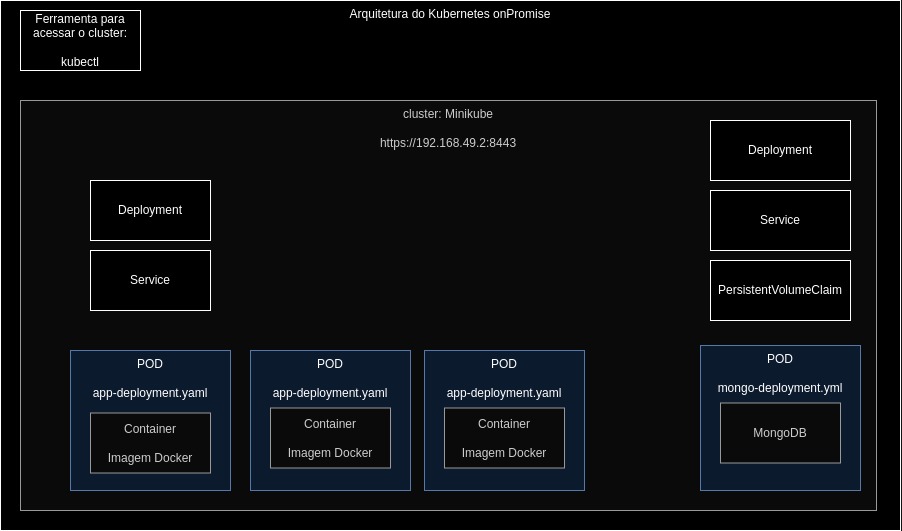 Arquitetura do Kubernetes onPromise
Ferramenta para
acessar o cluster:
kubectl
cluster: Minikube
https://192.168.49.2:8443
Deployment
Service
Deployment
Service
PersistentVolumeClaim
POD
app-deployment.yaml
Container
Imagem Docker
POD
app-deployment.yaml
Container
Imagem Docker
POD
app-deployment.yaml
Container
Imagem Docker
POD
mongo-deployment.yml
MongoDB